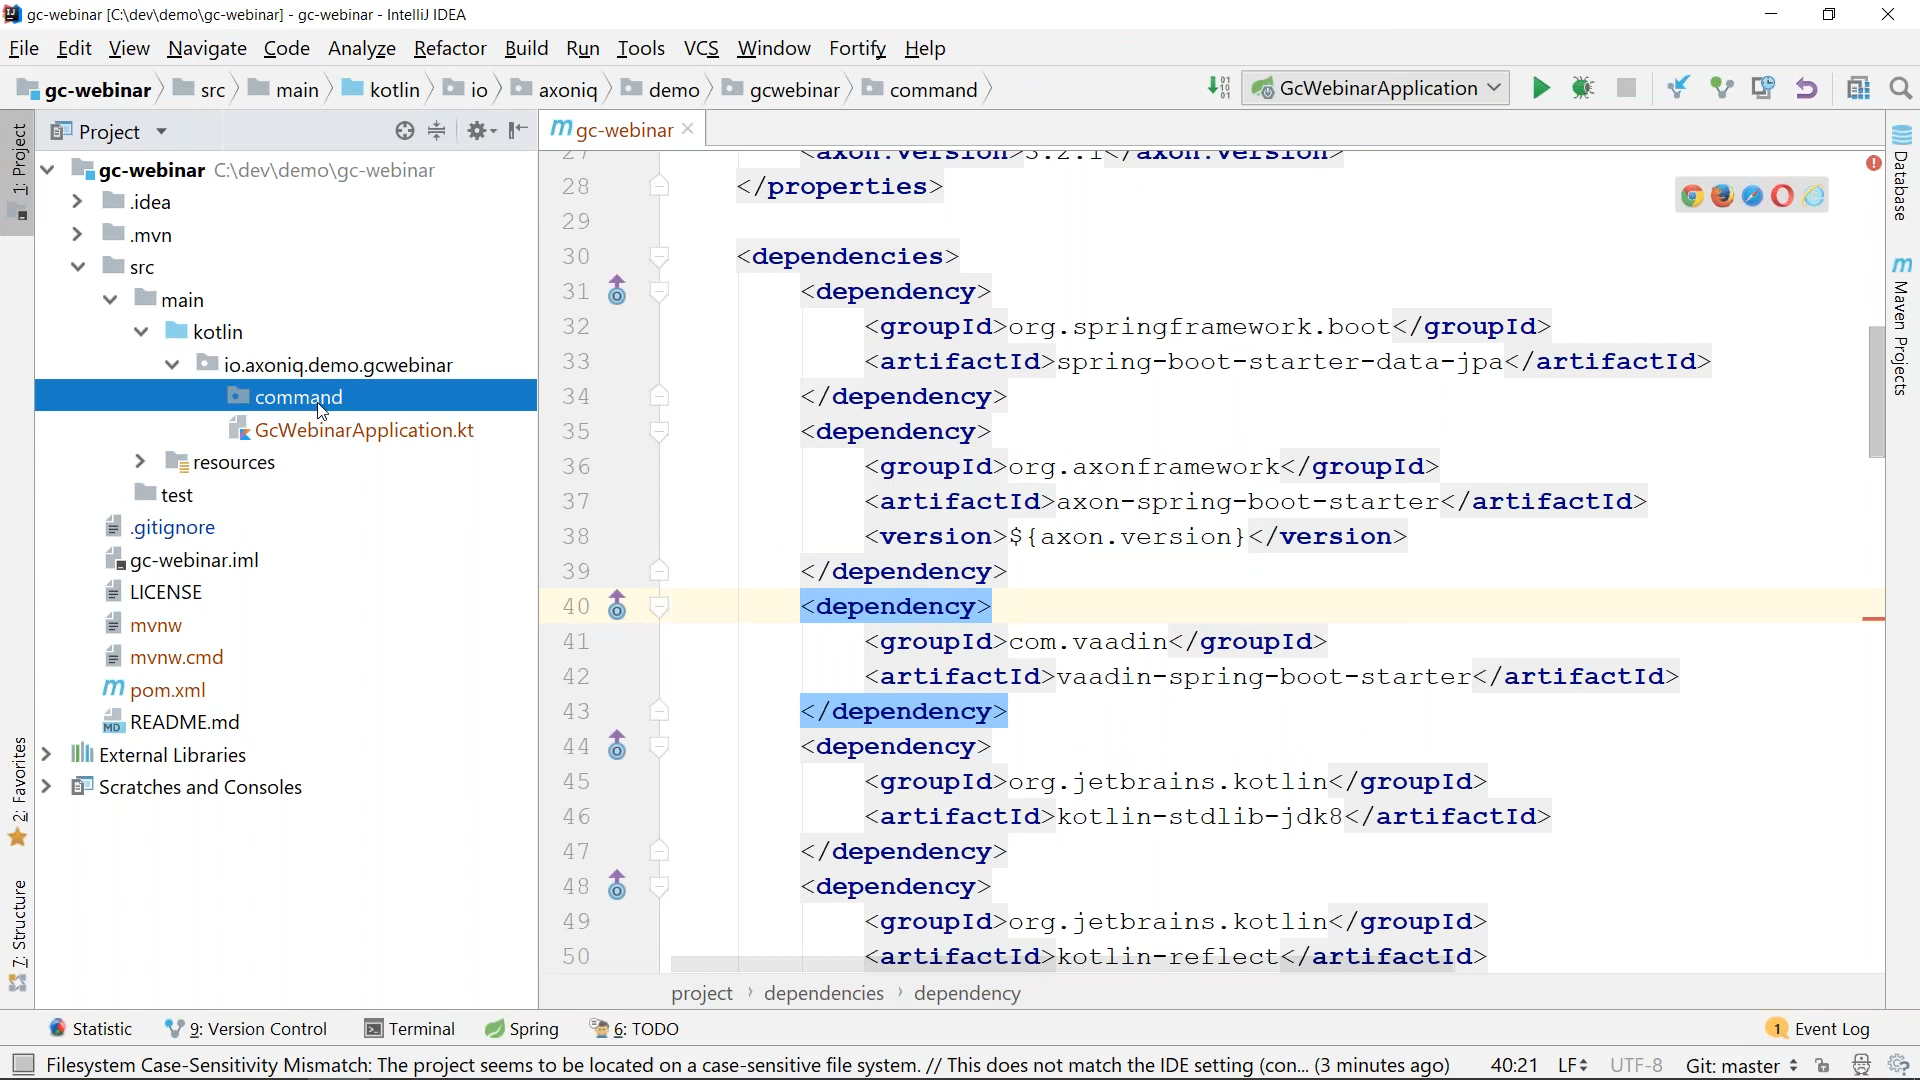 gc-webinar [C:\dev\demo\gc-webinar] - gc-webinar - IntelliJ IDEA
File Edit View Navigate Code Analyze Refactor Build Run Tools VCS Window Fortify Help
gc-webinar src main kotlin io axoniq demo gcwebinar command GcWebinarApplication
1: Project
2: Favorites
7: Structure
Project
gc-webinar C:\dev\demo\gc-webinar
.idea
.mvn
src
main
kotlin
io.axoniq.demo.gcwebinar
command
GcWebinarApplication.kt
resources
test
.gitignore
gc-webinar.iml
LICENSE
mvnw
mvnw.cmd
pom.xml
README.md
External Libraries
Scratches and Consoles
gc-webinar
27 <axon.version>3.2.1</axon.version>
28 </properties>
29
30 <dependencies>
31 <dependency>
32 <groupId>org.springframework.boot</groupId>
33 <artifactId>spring-boot-starter-data-jpa</artifactId>
34 </dependency>
35 <dependency>
36 <groupId>org.axonframework</groupId>
37 <artifactId>axon-spring-boot-starter</artifactId>
38 <version>${axon.version}</version>
39 </dependency>
40 <dependency>
41 <groupId>com.vaadin</groupId>
42 <artifactId>vaadin-spring-boot-starter</artifactId>
43 </dependency>
44 <dependency>
45 <groupId>org.jetbrains.kotlin</groupId>
46 <artifactId>kotlin-stdlib-jdk8</artifactId>
47 </dependency>
48 <dependency>
49 <groupId>org.jetbrains.kotlin</groupId>
50 <artifactId>kotlin-reflect</artifactId>
project › dependencies › dependency
Database
Maven Projects
Statistic 9: Version Control Terminal Spring 6: TODO 1 Event Log
Filesystem Case-Sensitivity Mismatch: The project seems to be located on a case-sensitive file system. // This does not match the IDE setting (con... (3 minutes ago) 40:21 LF UTF-8 Git: master